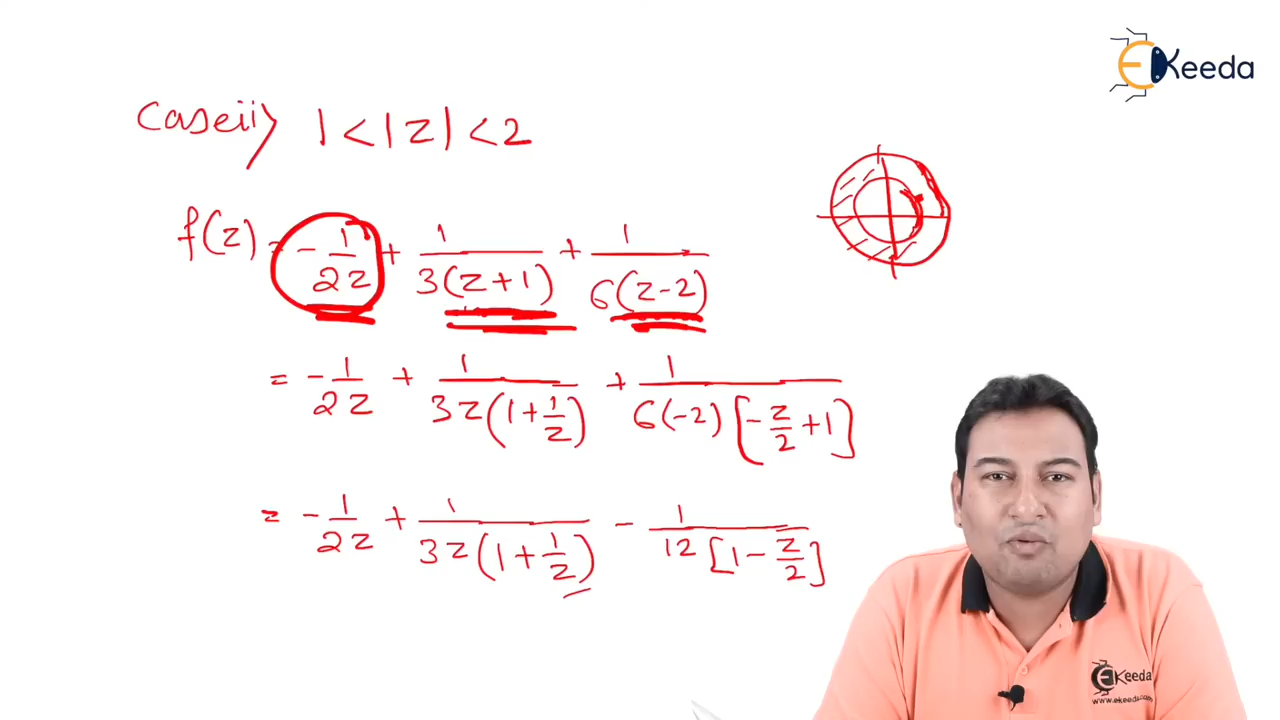 EKeeda
Case ii) 1 < |z| < 2
f(z) = - 1/2z + 1/3(z+1) + 1/6(z-2)
= - 1/2z + 1/3z(1+1/z) + 1/6(-2)[-z/2+1]
= - 1/2z + 1/3z(1+1/z) - 1/12[1-z/2]
EKeeda
www.ekeeda.com